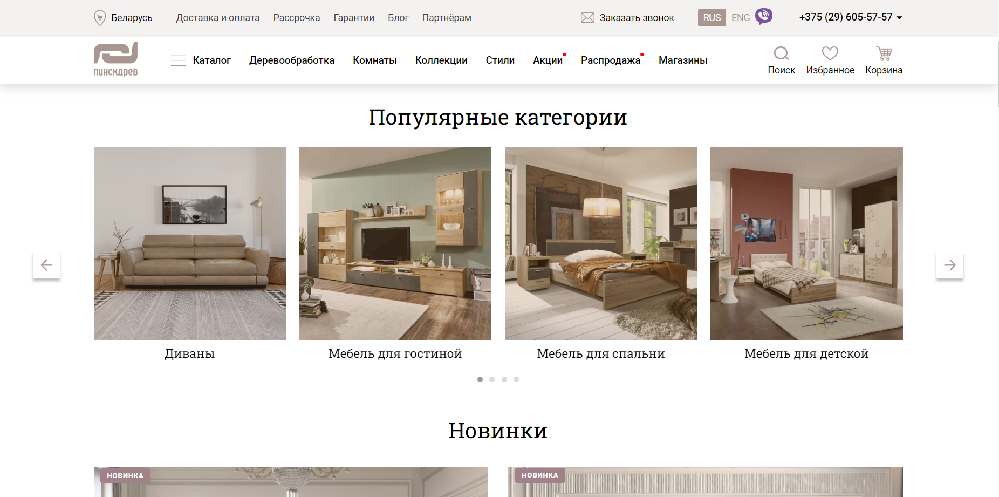 Беларусь Доставка и оплата Рассрочка Гарантии Блог Партнёрам Заказать звонок RUS ENG +375 (29) 605-57-57
ПИНСКДРЕВ
Каталог Деревообработка Комнаты Коллекции Стили Акции Распродажа Магазины
Поиск Избранное Корзина
Популярные категории
Диваны Мебель для гостиной Мебель для спальни Мебель для детской
Новинки
НОВИНКА НОВИНКА